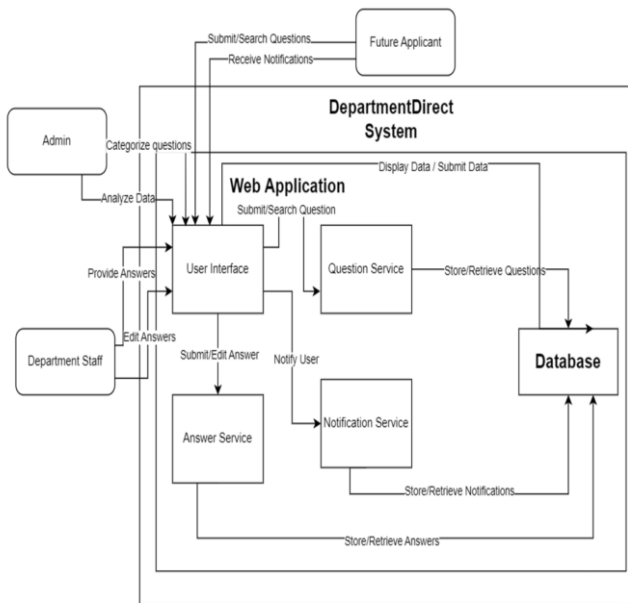 Submit/Search Questions
Future Applicant
Receive Notifications
DepartmentDirect
System
Admin
Categorize questions
Display Data / Submit Data
Web Application
Analyze Data
Submit/Search Question
User Interface
Question Service
Store/Retrieve Questions
Provide Answers
Edit Answers
Department Staff
Submit/Edit Answer
Notify User
Database
Answer Service
Notification Service
Store/Retrieve Notifications
Store/Retrieve Answers